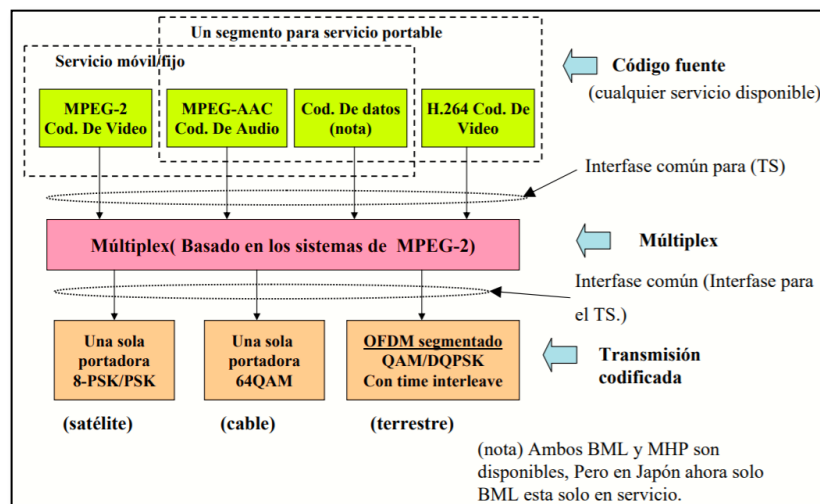 Un segmento para servicio portable
Servicio móvil/fijo
MPEG-2
Cod. De Video
MPEG-AAC
Cod. De Audio
Cod. De datos
(nota)
H.264 Cod. De
Video
Código fuente
(cualquier servicio disponible)
Interfase común para (TS)
Múltiplex( Basado en los sistemas de MPEG-2)
Múltiplex
Interfase común (Interfase para
el TS.)
Una sola
portadora
8-PSK/PSK
Una sola
portadora
64QAM
OFDM segmentado
QAM/DQPSK
Con time interleave
Transmisión
codificada
(satélite)
(cable)
(terrestre)
(nota) Ambos BML y MHP son
disponibles, Pero en Japón ahora solo
BML esta solo en servicio.